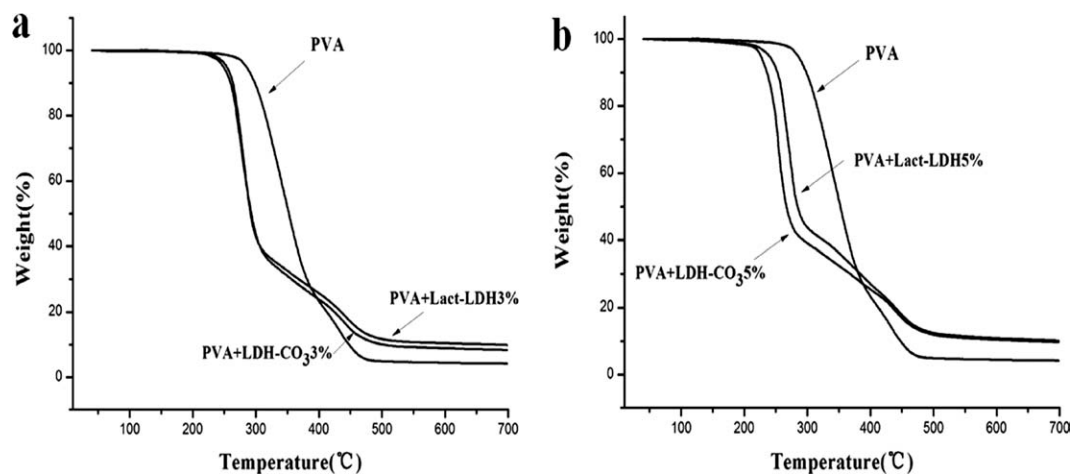 a
PVA
PVA+Lact-LDH3%
PVA+LDH-CO33%
Weight(%)
100
80
60
40
20
0
100
200
300
400
500
600
700
Temperature(℃)
b
PVA
PVA+Lact-LDH5%
PVA+LDH-CO35%
Weight(%)
100
80
60
40
20
0
100
200
300
400
500
600
700
Temperature(℃)